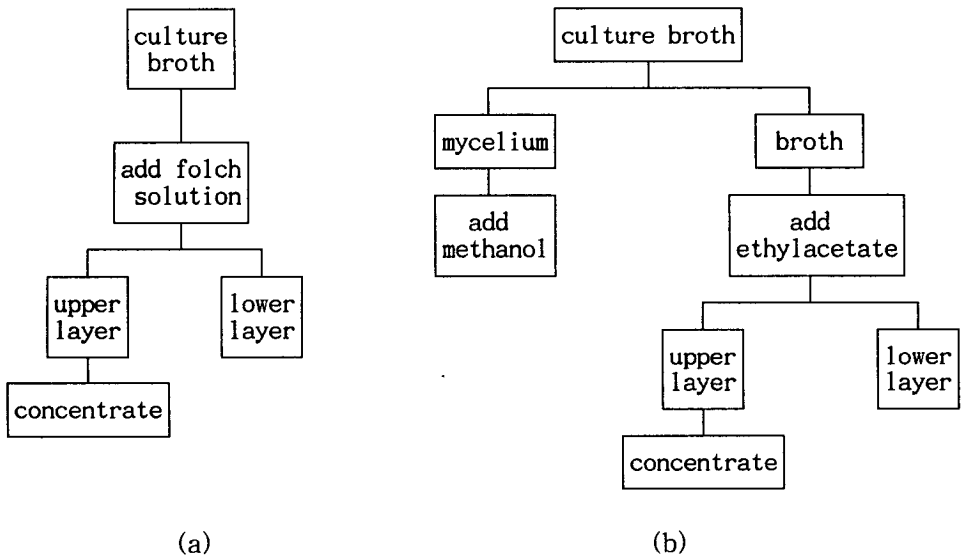 culture
broth
add folch
solution
upper
layer
lower
layer
concentrate
(a)
culture broth
mycelium
broth
add
methanol
add
ethylacetate
upper
layer
lower
layer
concentrate
(b)